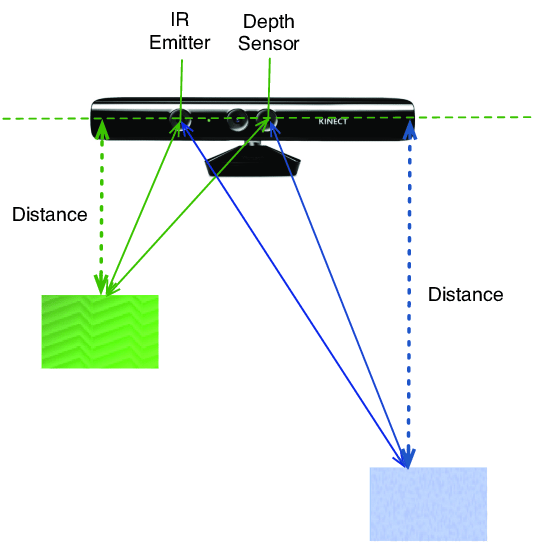 IR
Emitter
Depth
Sensor
KINECT
Distance
Distance